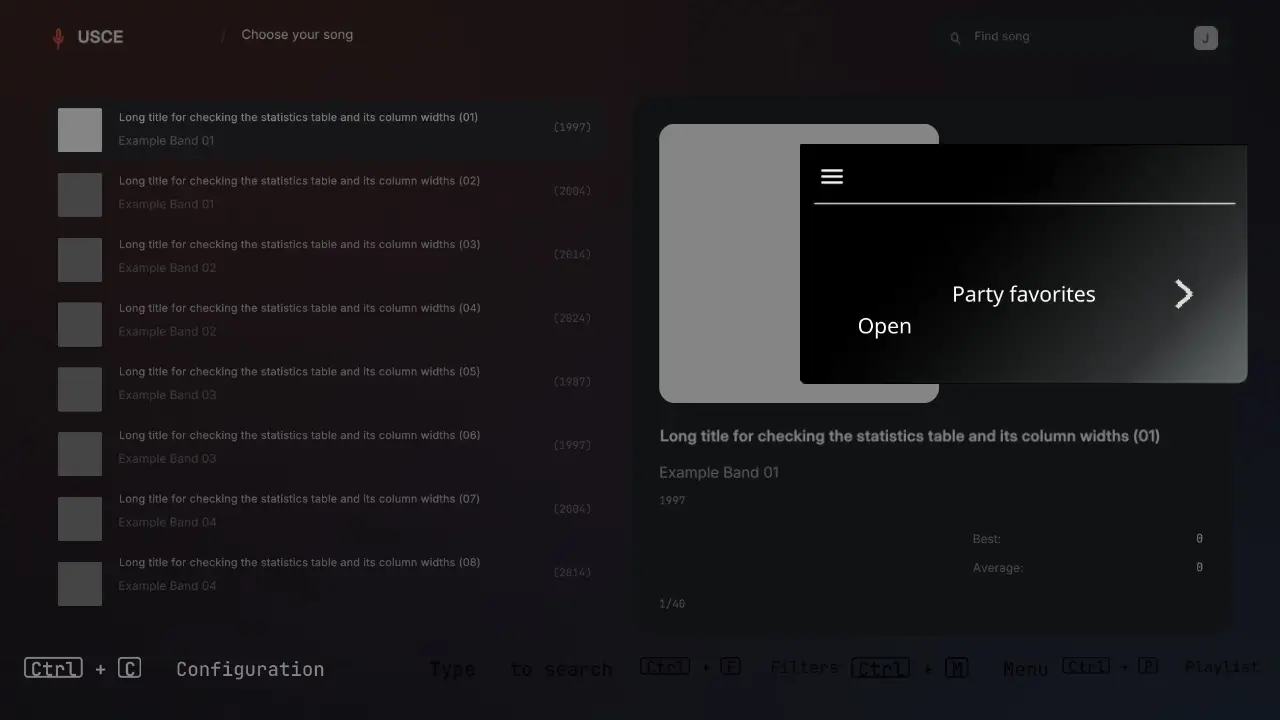 USCE / Choose your song
Find song
J
Long title for checking the statistics table and its column widths (01)
Example Band 01
(1997)
Long title for checking the statistics table and its column widths (02)
Example Band 01
(2004)
Long title for checking the statistics table and its column widths (03)
Example Band 02
(2014)
Long title for checking the statistics table and its column widths (04)
Example Band 02
(2024)
Long title for checking the statistics table and its column widths (05)
Example Band 03
(1987)
Long title for checking the statistics table and its column widths (06)
Example Band 03
(1997)
Long title for checking the statistics table and its column widths (07)
Example Band 04
(2004)
Long title for checking the statistics table and its column widths (08)
Example Band 04
(2014)
Party favorites
Open
Long title for checking the statistics table and its column widths (01)
Example Band 01
1997
Best: 0
Average: 0
1/40
Ctrl + C Configuration Type to search Ctrl + F Filters Ctrl + M Menu Ctrl + P Playlist